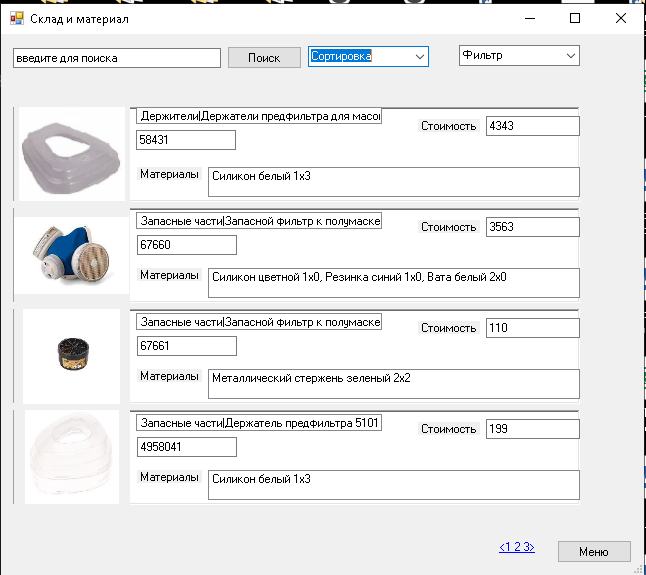 Склад и материал
введите для поиска
Поиск
Сортировка
Фильтр
Держители|Держатели предфильтра для масо
Стоимость
4343
58431
Материалы
Силикон белый 1x3
Запасные части|Запасной фильтр к полумаске
Стоимость
3563
67660
Материалы
Силикон цветной 1x0, Резинка синий 1x0, Вата белый 2x0
Запасные части|Запасной фильтр к полумаске
Стоимость
110
67661
Материалы
Металлический стержень зеленый 2x2
Запасные части|Держатель предфильтра 5101
Стоимость
199
4958041
Материалы
Силикон белый 1x3
<1 2 3>
Меню